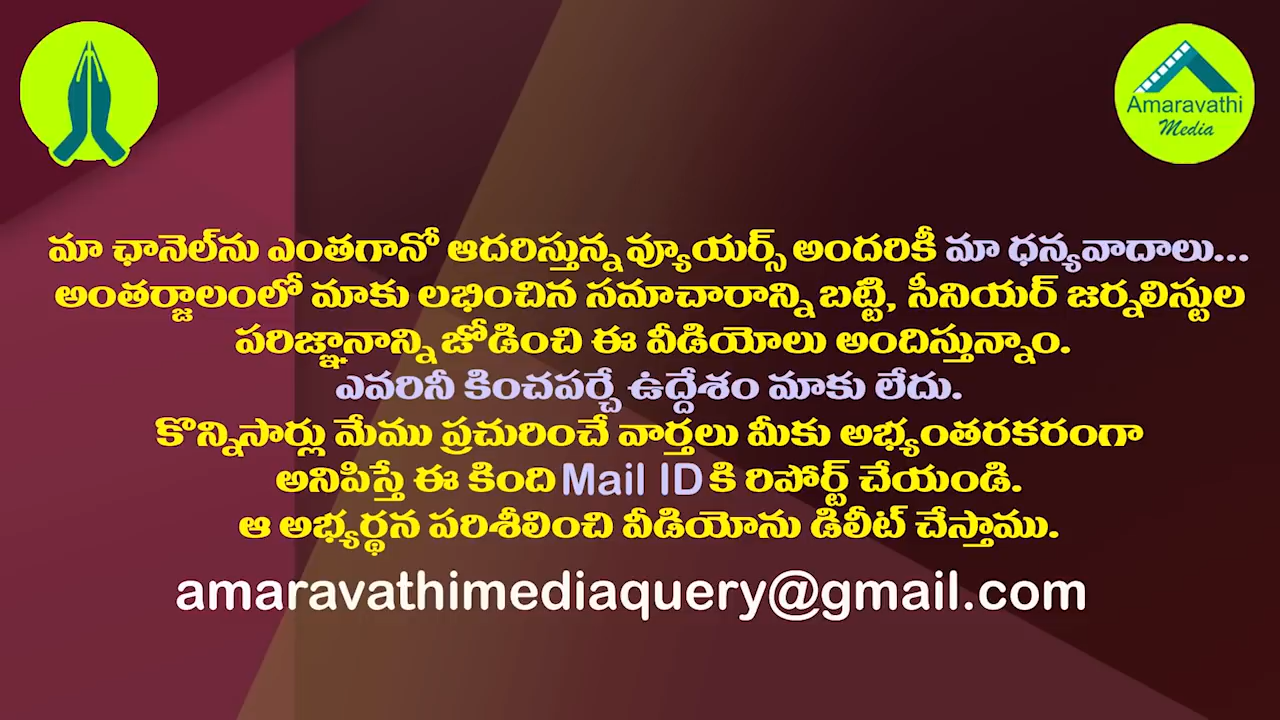 Amaravathi
Media
మా ఛానెల్‌ను ఎంతగానో ఆదరిస్తున్న వ్యూయర్స్ అందరికీ మా ధన్యవాదాలు...
అంతర్జాలంలో మాకు లభించిన సమాచారాన్ని బట్టి, సీనియర్ జర్నలిస్టుల
పరిజ్ఞానాన్ని జోడించి ఈ వీడియోలు అందిస్తున్నాం.
ఎవరినీ కించపర్చే ఉద్దేశం మాకు లేదు.
కొన్నిసార్లు మేము ప్రచురించే వార్తలు మీకు అభ్యంతరకరంగా
అనిపిస్తే ఈ కింది Mail ID కి రిపోర్ట్ చేయండి.
ఆ అభ్యర్థన పరిశీలించి వీడియోను డిలీట్ చేస్తాము.
amaravathimediaquery@gmail.com